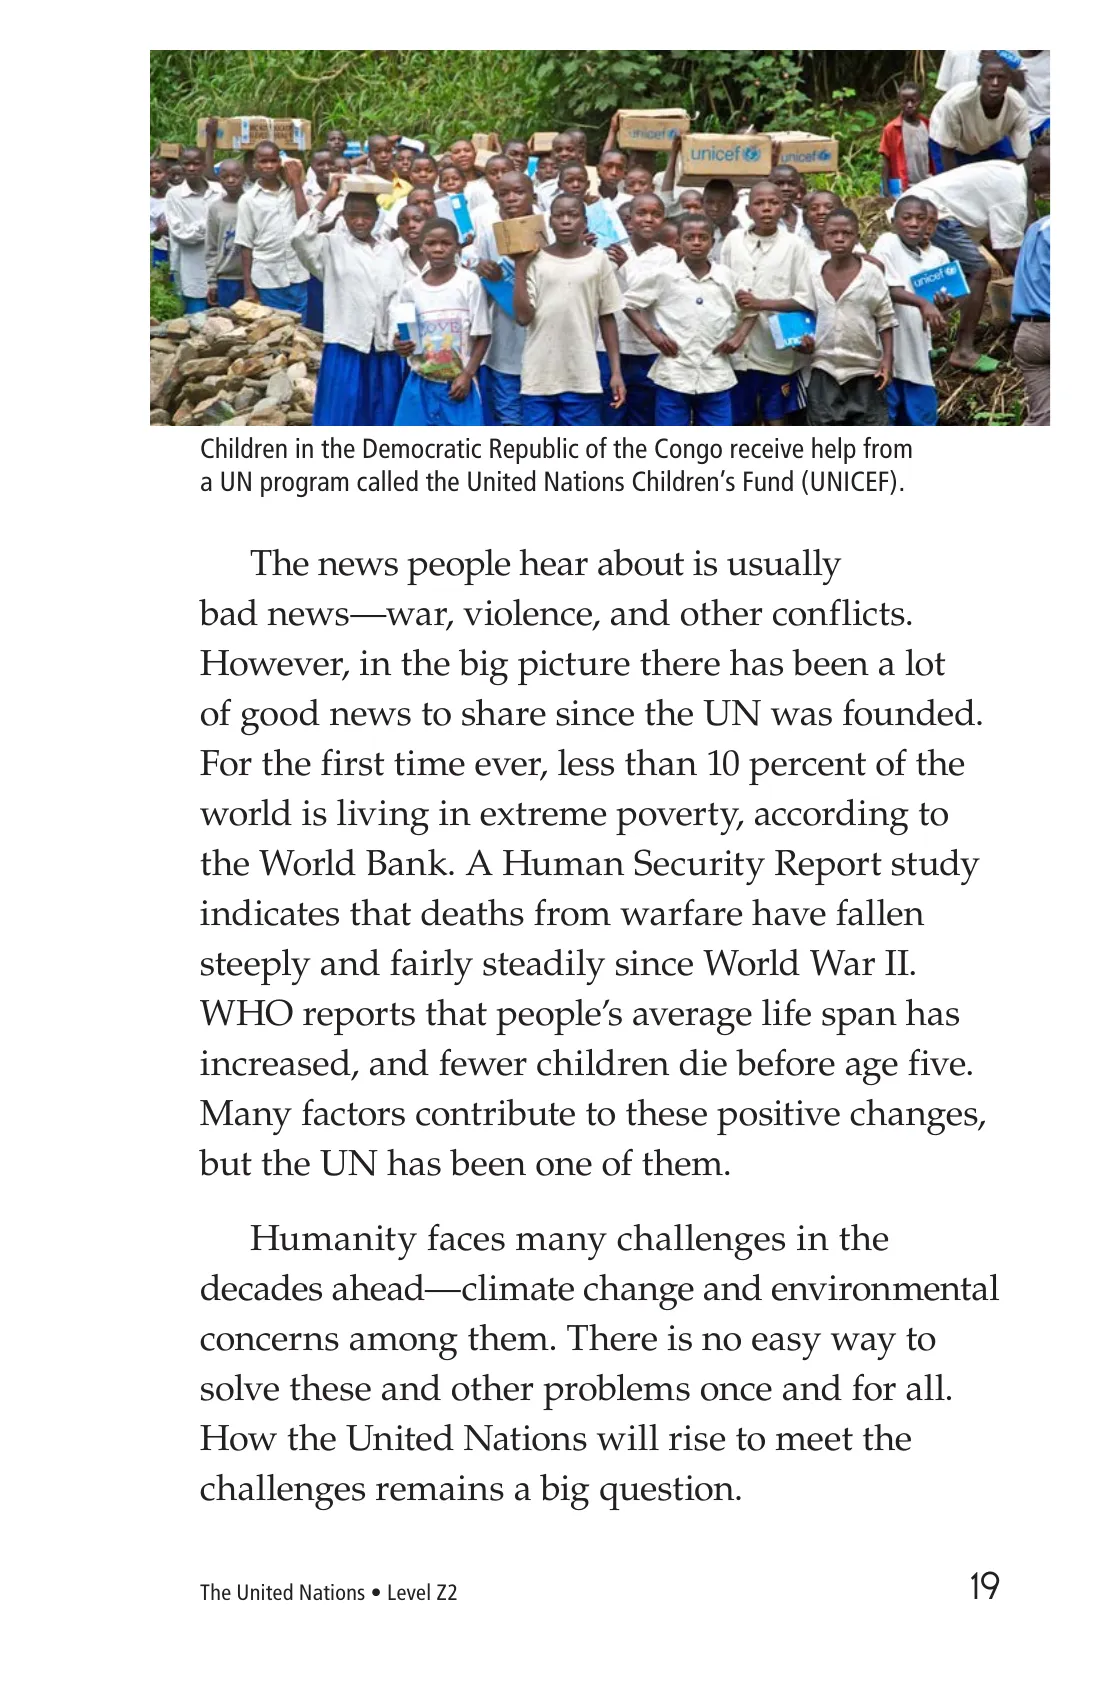 unicef
unicef
unicef
unicef
LOVE
Children in the Democratic Republic of the Congo receive help from
a UN program called the United Nations Children's Fund (UNICEF).
The news people hear about is usually
bad news—war, violence, and other conflicts.
However, in the big picture there has been a lot
of good news to share since the UN was founded.
For the first time ever, less than 10 percent of the
world is living in extreme poverty, according to
the World Bank. A Human Security Report study
indicates that deaths from warfare have fallen
steeply and fairly steadily since World War II.
WHO reports that people's average life span has
increased, and fewer children die before age five.
Many factors contribute to these positive changes,
but the UN has been one of them.
Humanity faces many challenges in the
decades ahead—climate change and environmental
concerns among them. There is no easy way to
solve these and other problems once and for all.
How the United Nations will rise to meet the
challenges remains a big question.
The United Nations • Level Z2
19